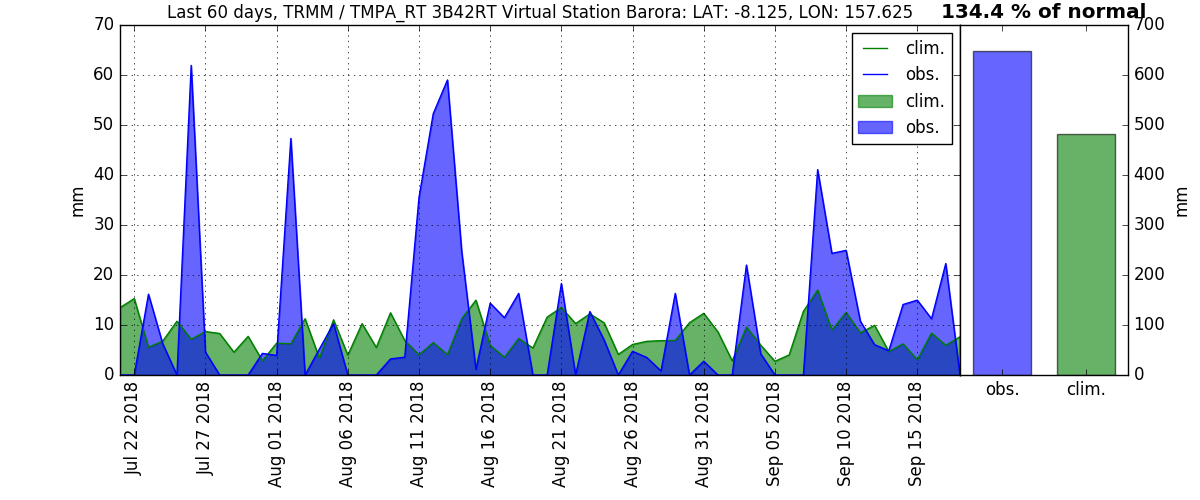 Last 60 days, TRMM / TMPA_RT 3B42RT Virtual Station Barora: LAT: -8.125, LON: 157.625
134.4 % of normal
70
60
50
40
30
20
10
0
mm
clim.
obs.
clim.
obs.
Jul 22 2018
Jul 27 2018
Aug 01 2018
Aug 06 2018
Aug 11 2018
Aug 16 2018
Aug 21 2018
Aug 26 2018
Aug 31 2018
Sep 05 2018
Sep 10 2018
Sep 15 2018
700
600
500
400
300
200
100
0
mm
obs.
clim.